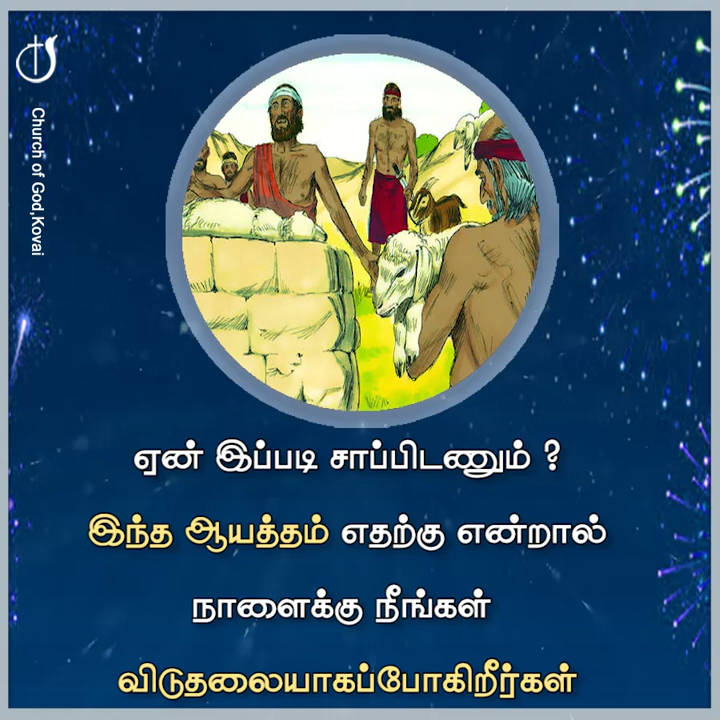 Church of God,Kovai
ஏன் இப்படி சாப்பிடணும் ?
இந்த ஆயத்தம் எதற்கு என்றால்
நாளைக்கு நீங்கள்
விடுதலையாகப்போகிறீர்கள்